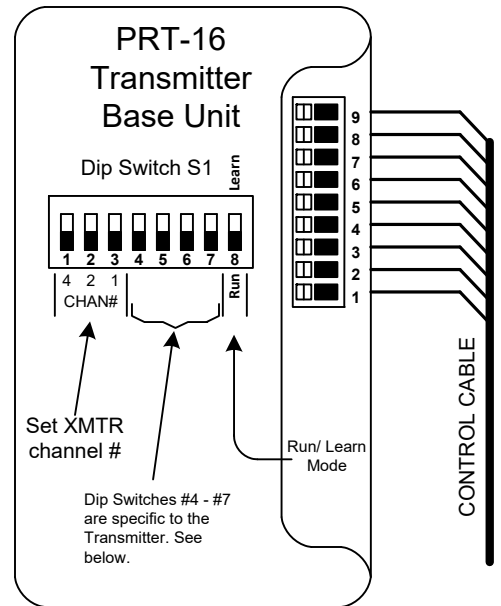 PRT-16
Transmitter
Base Unit
Dip Switch S1
Learn
1 2 3 4 5 6 7 8
4 2 1
CHAN#
Run
Set XMTR
channel #
Dip Switches #4 - #7
are specific to the
Transmitter. See
below.
Run/ Learn
Mode
9
8
7
6
5
4
3
2
1
CONTROL CABLE